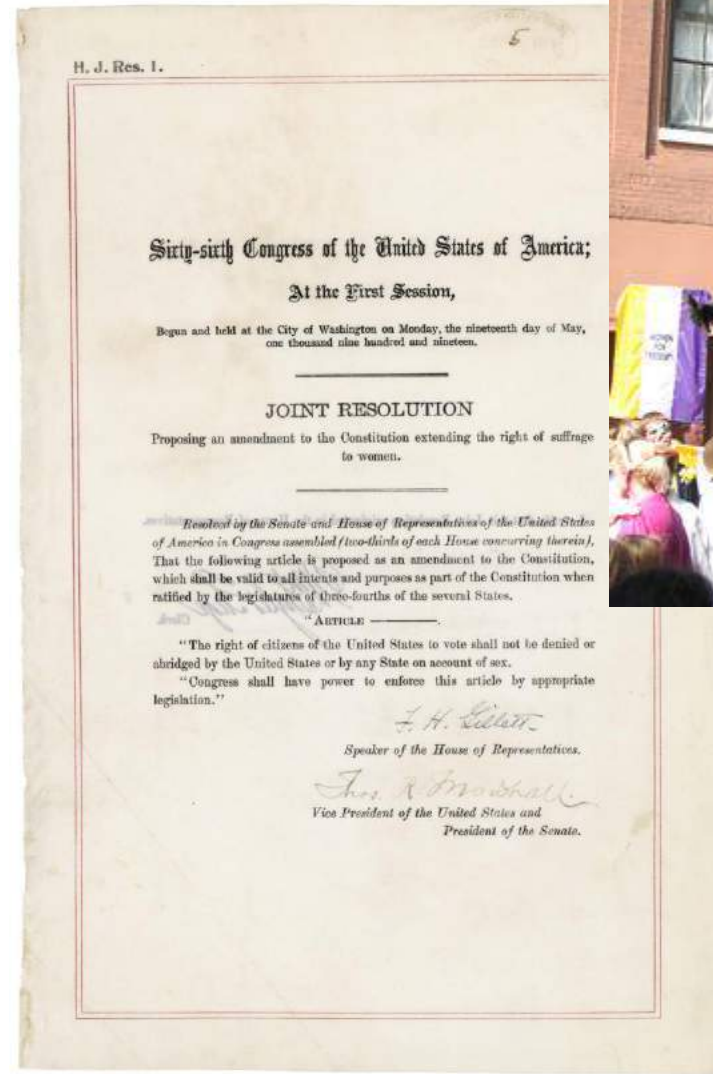 5
H. J. Res. 1.
Sixty-sixth Congress of the United States of America;
At the First Session,
Begun and held at the City of Washington on Monday, the nineteenth day of May,
one thousand nine hundred and nineteen.
JOINT RESOLUTION
Proposing an amendment to the Constitution extending the right of suffrage
to women.
Resolved by the Senate and House of Representatives of the United States
of America in Congress assembled (two-thirds of each House concurring therein),
That the following article is proposed as an amendment to the Constitution,
which shall be valid to all intents and purposes as part of the Constitution when
ratified by the legislatures of three-fourths of the several States.
"ARTICLE ———.
"The right of citizens of the United States to vote shall not be denied or
abridged by the United States or by any State on account of sex.
"Congress shall have power to enforce this article by appropriate
legislation."
F. H. Gillett
Speaker of the House of Representatives.
Thos. R. Marshall
Vice President of the United States and
President of the Senate.
WOMEN
FOR